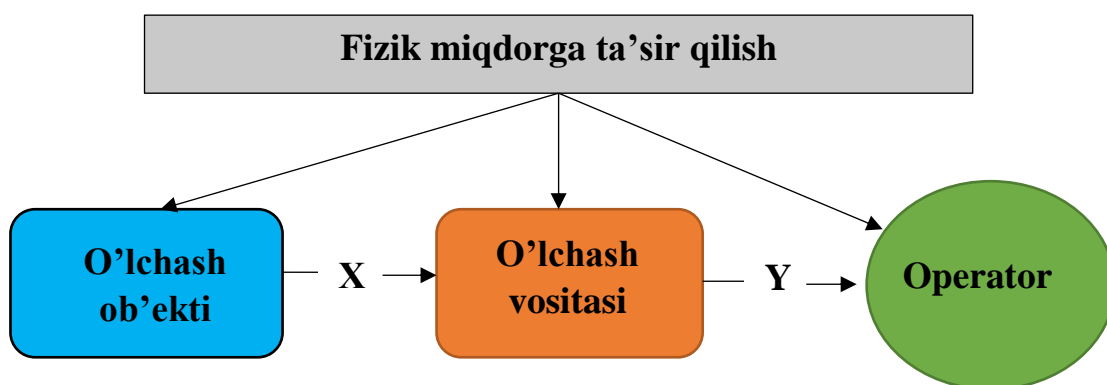 Fizik miqdorga ta’sir qilish
O’lchash
ob’ekti
X
O’lchash
vositasi
Y
Operator